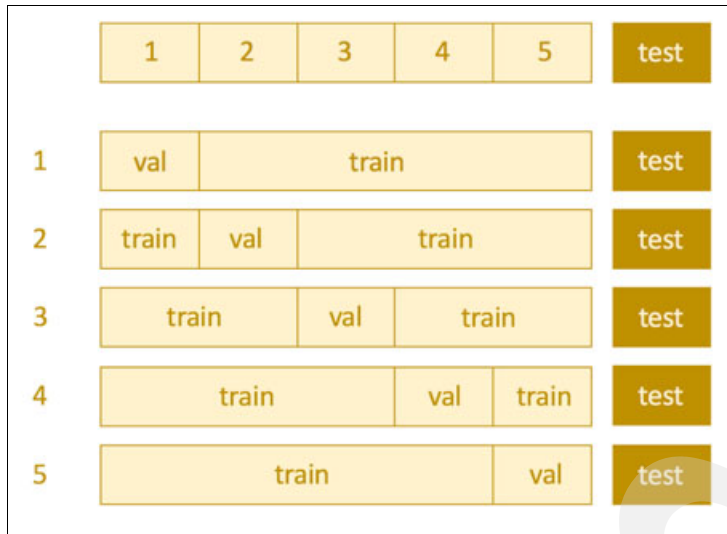 1 2 3 4 5 test
1 val train test
2 train val train test
3 train val train test
4 train val train test
5 train val test